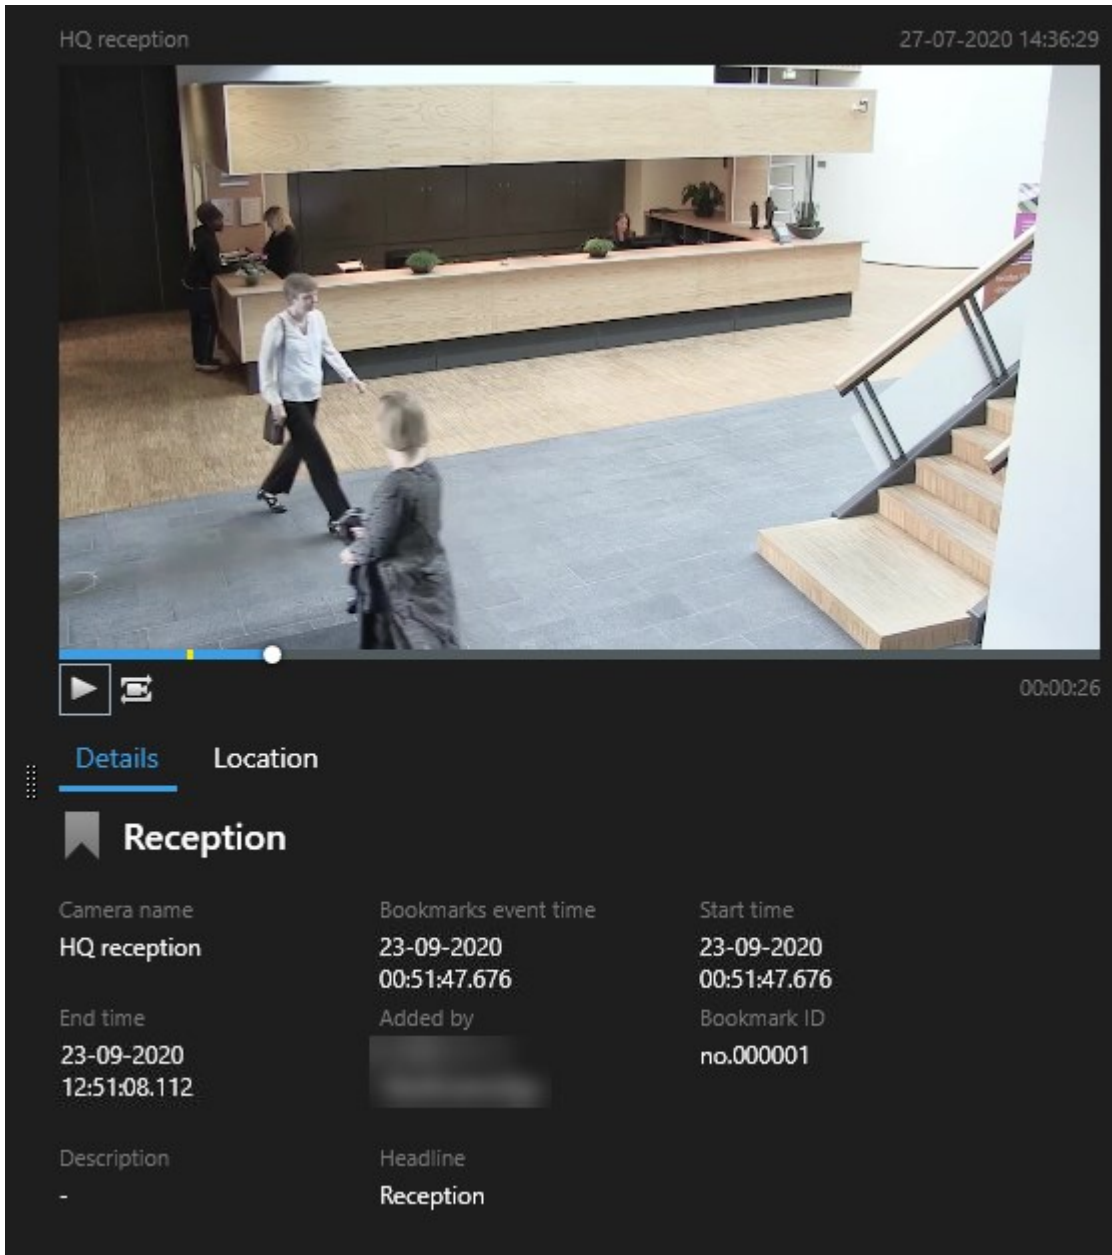 HQ reception
27-07-2020 14:36:29
00:00:26
Details
Location
Reception
Camera name
Bookmarks event time
Start time
HQ reception
23-09-2020
00:51:47.676
23-09-2020
00:51:47.676
End time
Added by
Bookmark ID
23-09-2020
12:51:08.112
no.000001
Description
Headline
-
Reception